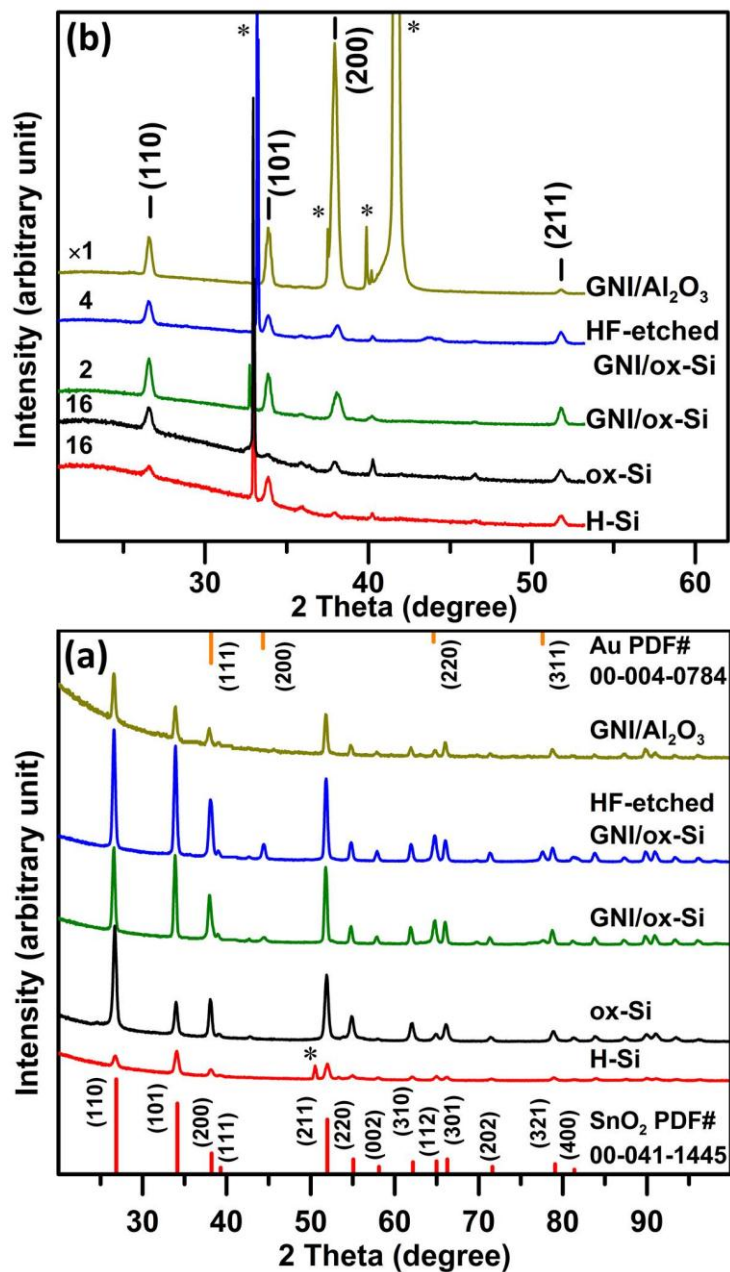 (b)
*
(200)
*
(110)
(101)
*
*
(211)
×1
GNI/Al₂O₃
4
HF-etched
GNI/ox-Si
2
GNI/ox-Si
16
ox-Si
16
H-Si
Intensity (arbitrary unit)
30
40
50
60
2 Theta (degree)
(a)
(111)
(200)
(220)
(311)
Au PDF#
00-004-0784
GNI/Al₂O₃
HF-etched
GNI/ox-Si
GNI/ox-Si
ox-Si
H-Si
*
(110)
(101)
(200)
(111)
(211)
(220)
(002)
(310)
(112)
(301)
(202)
(321)
(400)
SnO₂ PDF#
00-041-1445
Intensity (arbitrary unit)
30
40
50
60
70
80
90
2 Theta (degree)